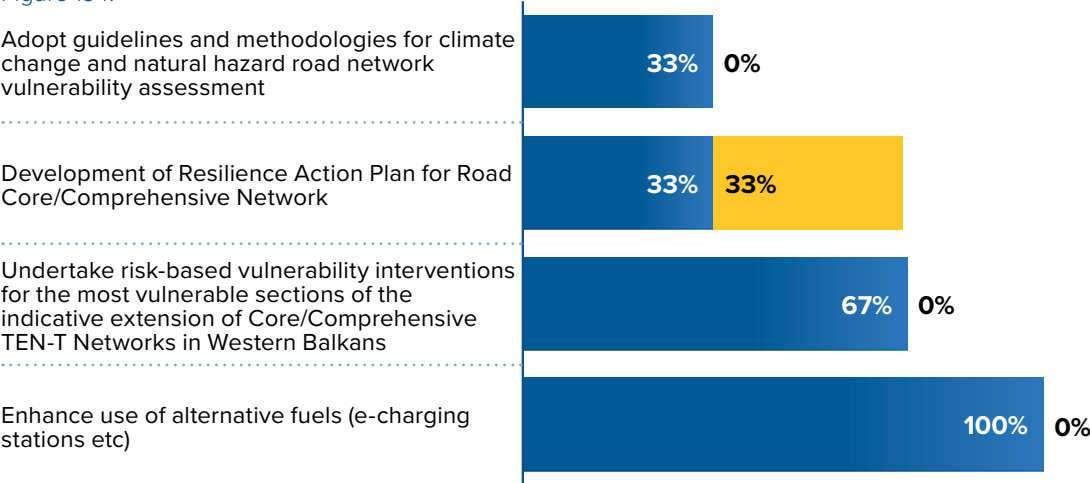 Adopt guidelines and methodologies for climate
change and natural hazard road network
vulnerability assessment
33% 0%
Development of Resilience Action Plan for Road
Core/Comprehensive Network
33% 33%
Undertake risk-based vulnerability interventions
for the most vulnerable sections of the
indicative extension of Core/Comprehensive
TEN-T Networks in Western Balkans
67% 0%
Enhance use of alternative fuels (e-charging
stations etc)
100% 0%